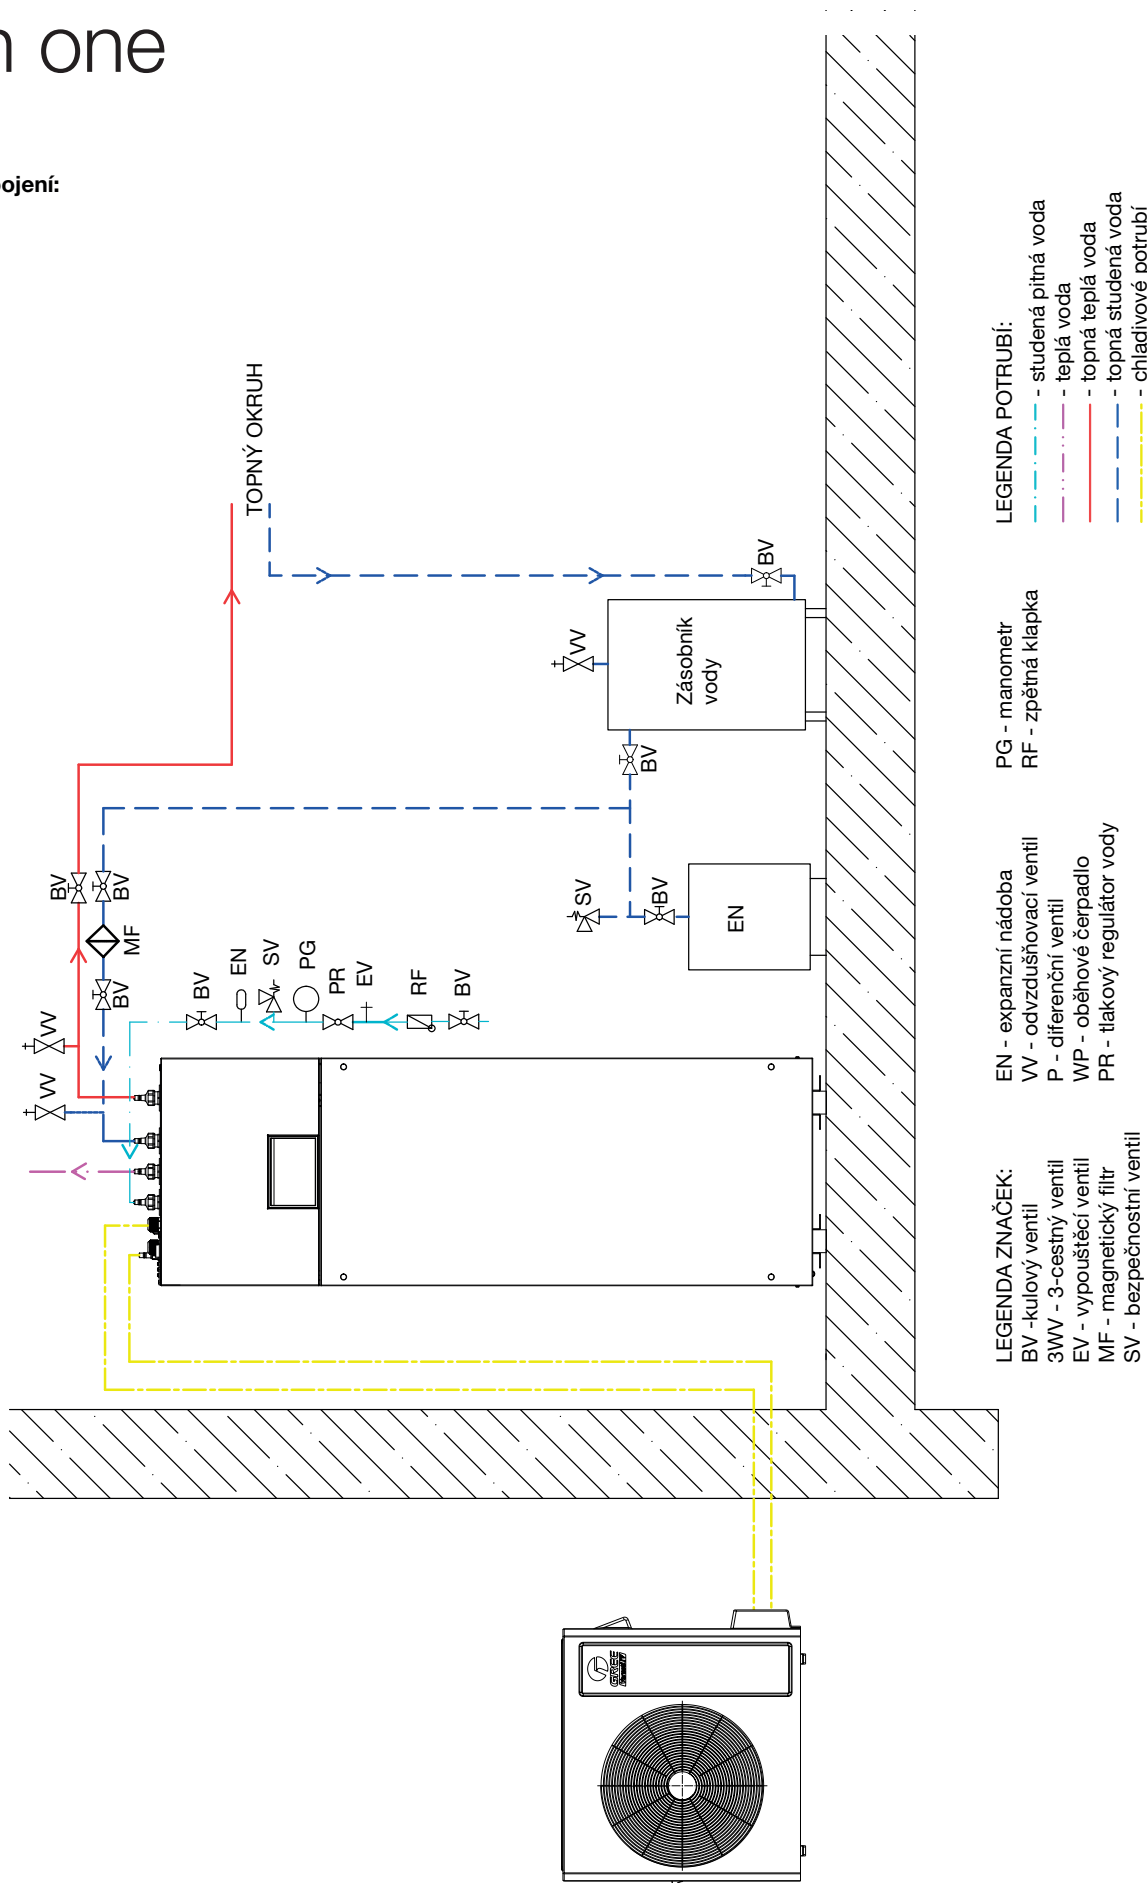 one
ojení:
TOPNÝ OKRUH
VV
VV
BV
BV
MF
BV
BV
EN
SV
PG
PR
EV
RF
BV
SV
BV
EN
BV
VV
BV
Zásobník
vody
GREE
LEGENDA ZNAČEK:
BV -kulový ventil
3WV - 3-cestný ventil
EV - vypouštěcí ventil
MF - magnetický filtr
SV - bezpečnostní ventil
EN - expanzní nádoba
VV - odvzdušňovací ventil
P - diferenční ventil
WP - oběhové čerpadlo
PR - tlakový regulátor vody
PG - manometr
RF - zpětná klapka
LEGENDA POTRUBÍ:
- studená pitná voda
- teplá voda
- topná teplá voda
- topná studená voda
- chladivové potrubí